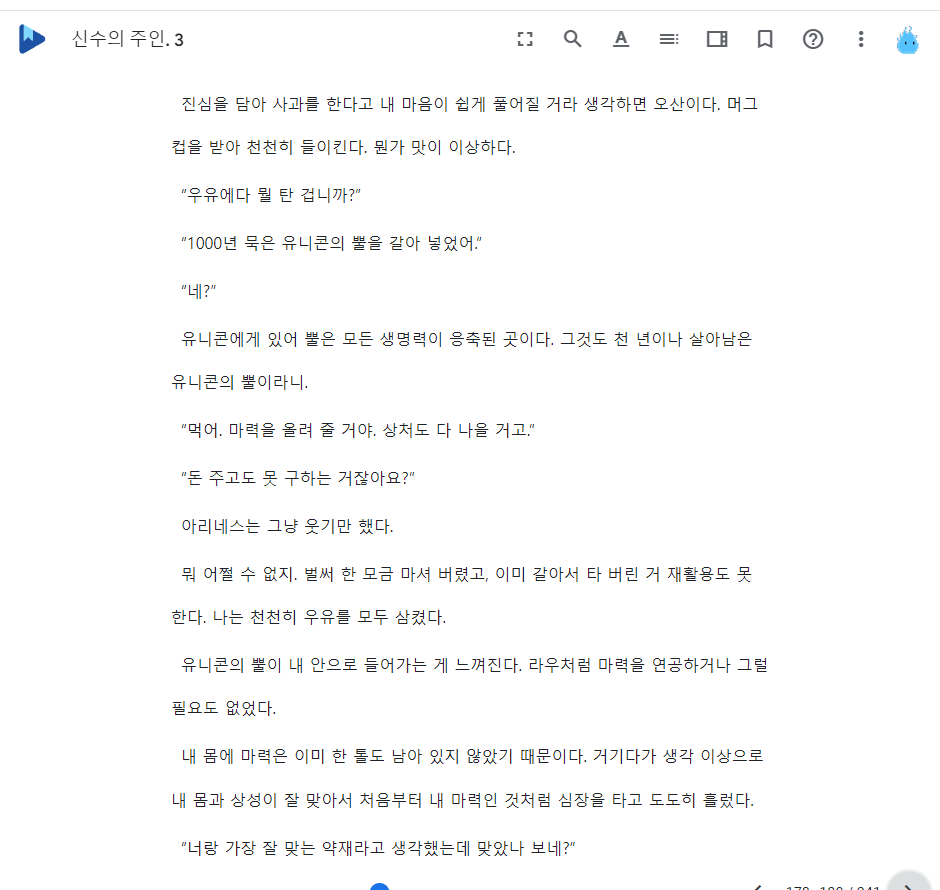 신수의 주인. 3
진심을 담아 사과를 한다고 내 마음이 쉽게 풀어질 거라 생각하면 오산이다. 머그
컵을 받아 천천히 들이킨다. 뭔가 맛이 이상하다.
“우유에다 뭘 탄 겁니까?”
“1000년 묵은 유니콘의 뿔을 갈아 넣었어.”
“네?”
유니콘에게 있어 뿔은 모든 생명력이 응축된 곳이다. 그것도 천 년이나 살아남은
유니콘의 뿔이라니.
“먹어. 마력을 올려 줄 거야. 상처도 다 나을 거고.”
“돈 주고도 못 구하는 거잖아요?”
아리네스는 그냥 웃기만 했다.
뭐 어쩔 수 없지. 벌써 한 모금 마셔 버렸고, 이미 갈아서 타 버린 거 재활용도 못
한다. 나는 천천히 우유를 모두 삼켰다.
유니콘의 뿔이 내 안으로 들어가는 게 느껴진다. 라우처럼 마력을 연공하거나 그럴
필요도 없었다.
내 몸에 마력은 이미 한 톨도 남아 있지 않았기 때문이다. 거기다가 생각 이상으로
내 몸과 상성이 잘 맞아서 처음부터 내 마력인 것처럼 심장을 타고 도도히 흘렀다.
“너랑 가장 잘 맞는 약재라고 생각했는데 맞았나 보네?”